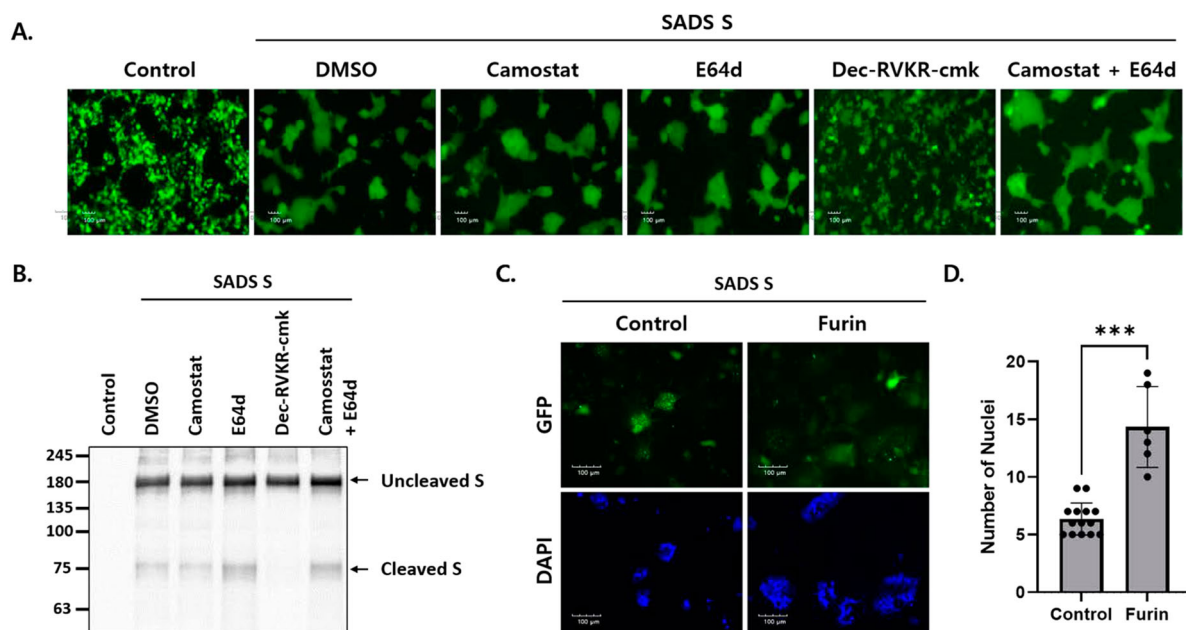 A.
SADS S
Control
DMSO
Camostat
E64d
Dec-RVKR-cmk
Camostat + E64d
100 µm
100 µm
100 µm
100 µm
100 µm
100 µm
B.
SADS S
Control
DMSO
Camostat
E64d
Dec-RVKR-cmk
Camosstat
+ E64d
245
180
135
100
75
63
Uncleaved S
Cleaved S
C.
SADS S
Control
Furin
GFP
DAPI
100 µm
100 µm
100 µm
100 µm
D.
***
Number of Nuclei
20
15
10
5
0
Control
Furin